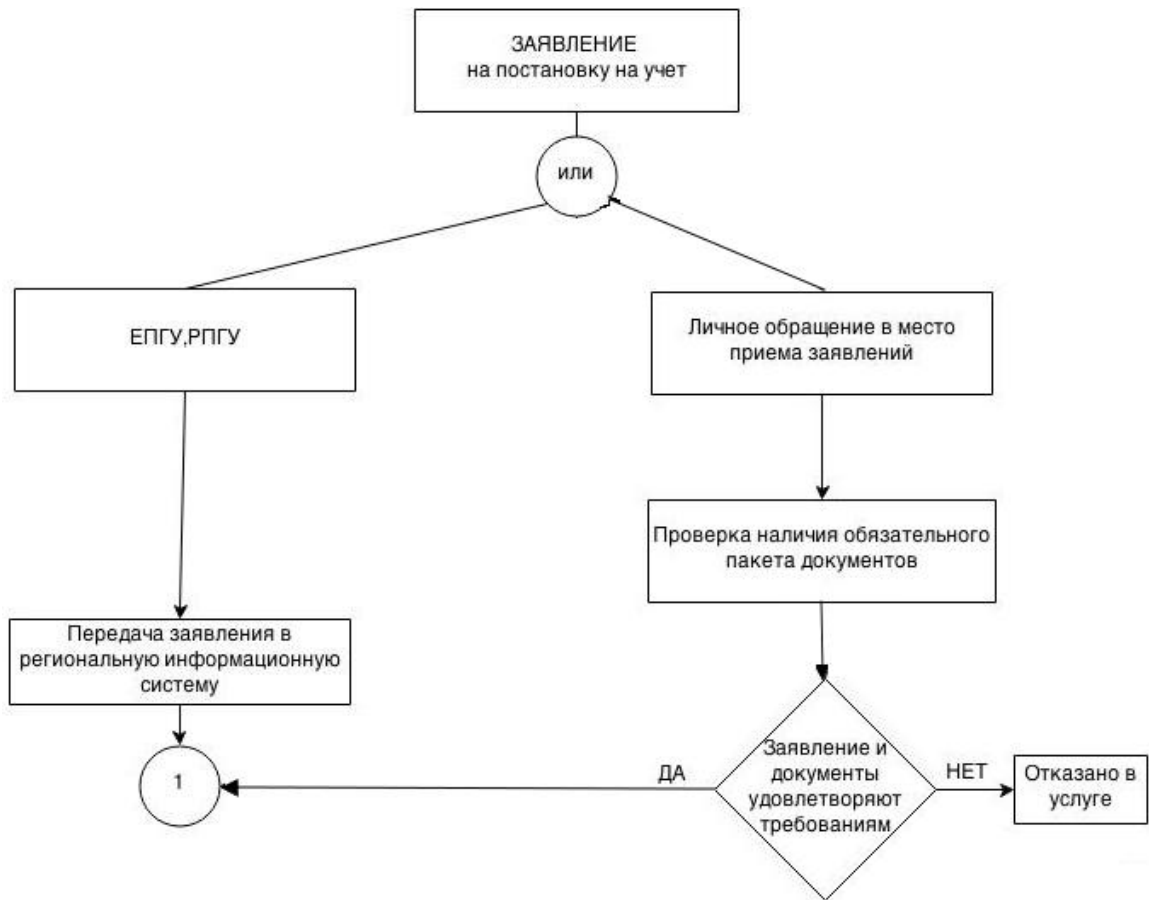 ЗАЯВЛЕНИЕ
на постановку на учет
или
ЕПГУ,РПГУ
Личное обращение в место
приема заявлений
Проверка наличия обязательного
пакета документов
Передача заявления в
региональную информационную
систему
1
ДА
Заявление и
документы
удовлетворяют
требованиям
НЕТ
Отказано в
услуге